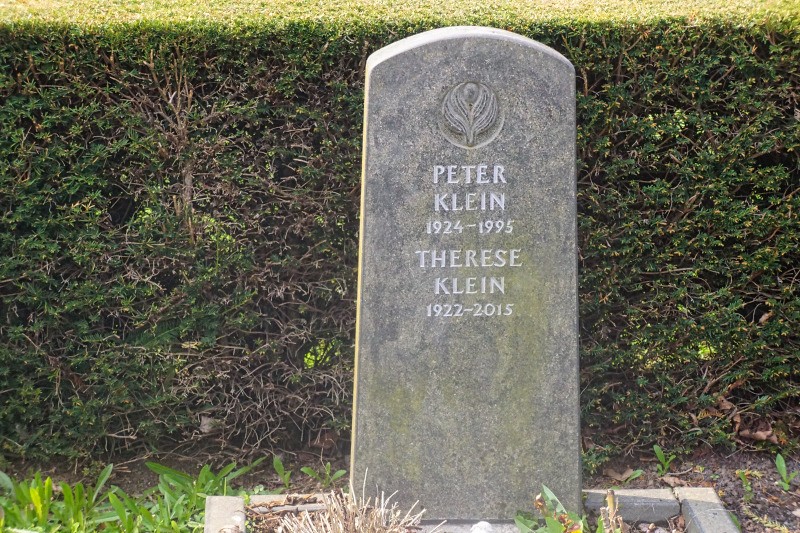 PETER
KLEIN
1924–1995
THERESE
KLEIN
1922–2015